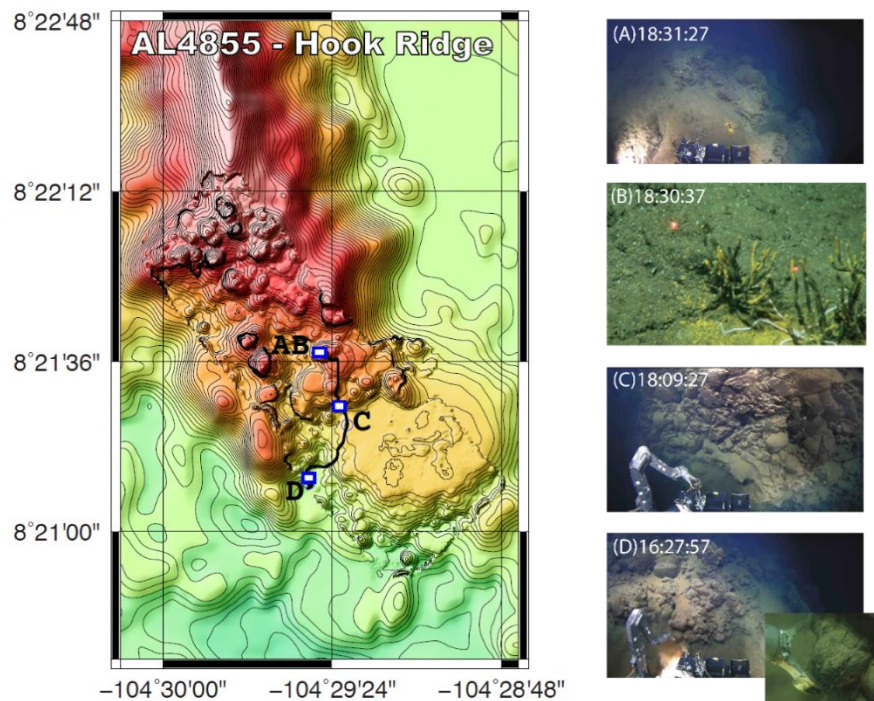 AL4855 - Hook Ridge
8°22'48"
8°22'12"
8°21'36"
8°21'00"
AB
C
D
−104°30'00"
−104°29'24"
−104°28'48"
(A)18:31:27
(B)18:30:37
(C)18:09:27
(D)16:27:57